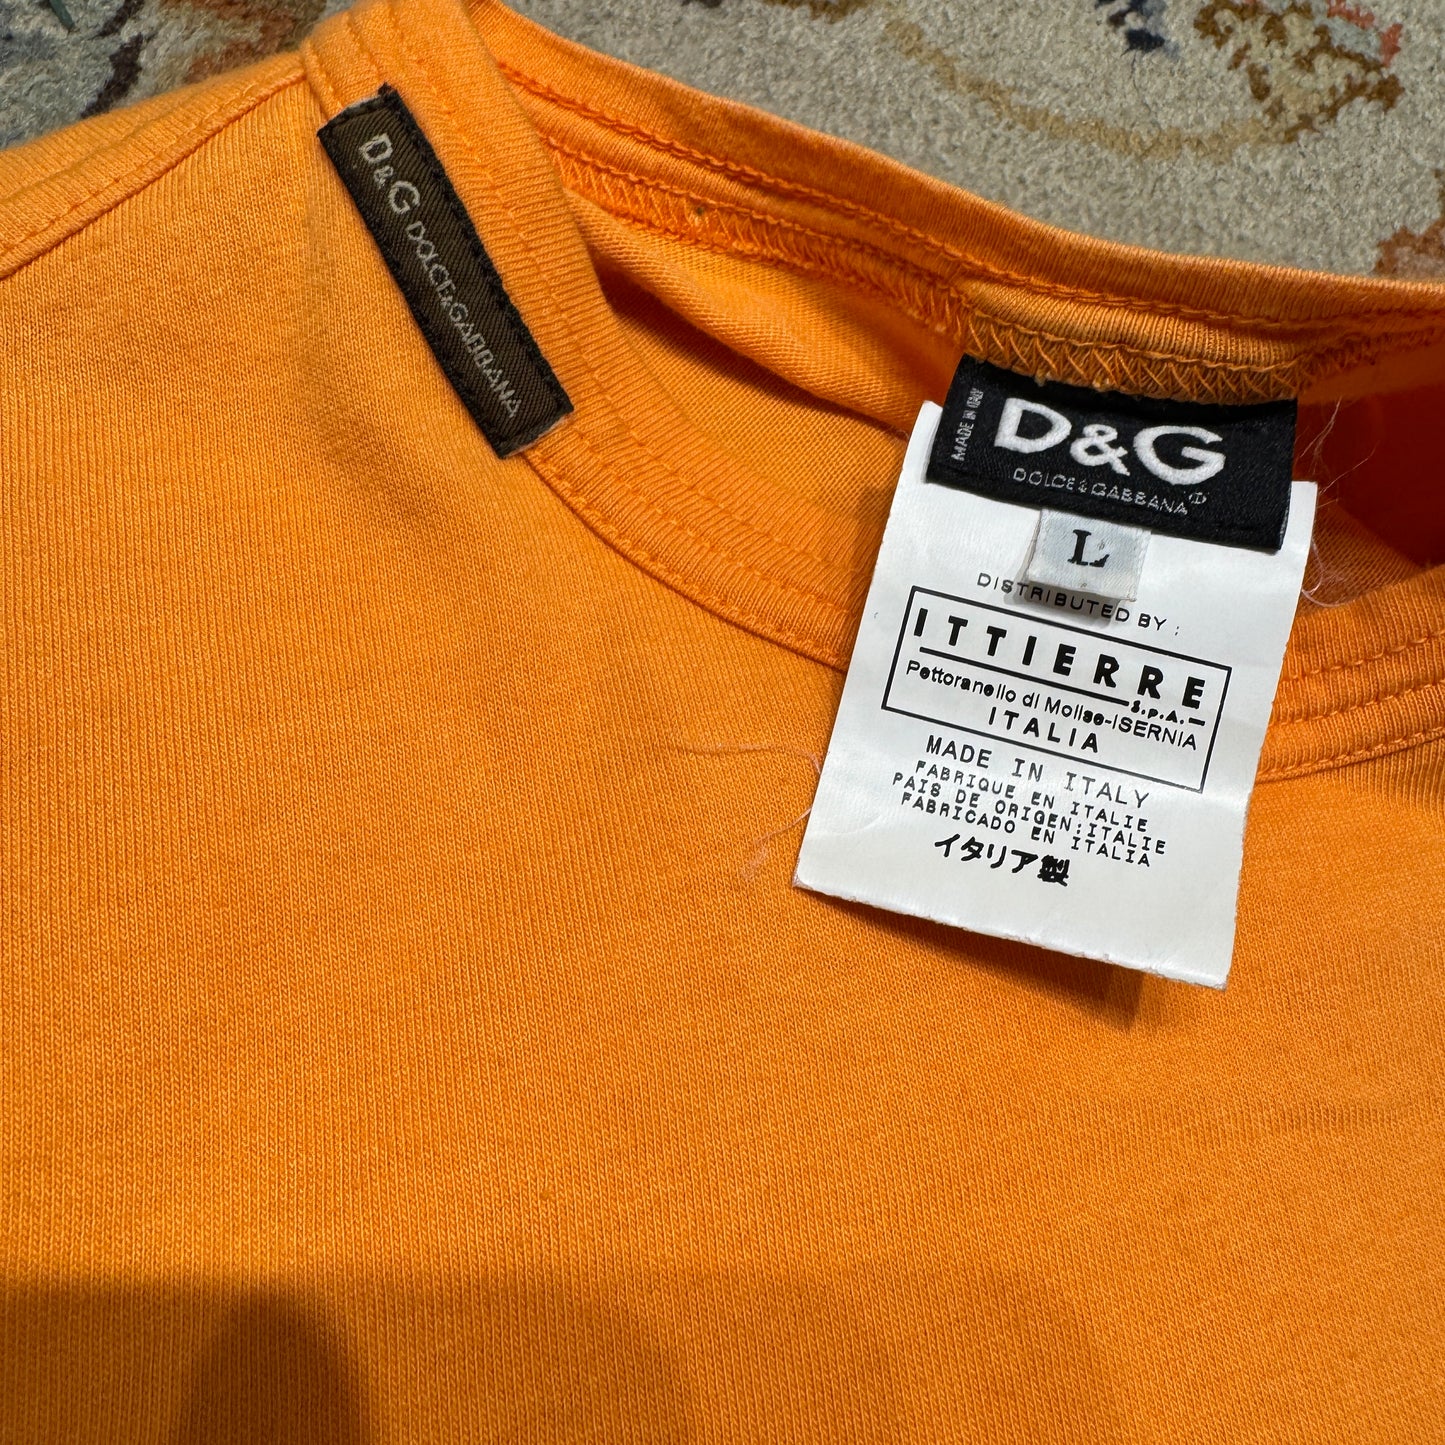 D&G DOLCE&GABBANA
MADE IN ITALY
D&G
DOLCE & GABBANA
L
DISTRIBUTED BY :
ITTIERRE
S.p.A.
Pettoranello di Molise-ISERNIA
ITALIA
MADE IN ITALY
FABRIQUE EN ITALIE
PAIS DE ORIGEN:ITALIE
FABRICADO EN ITALIA
イタリア製